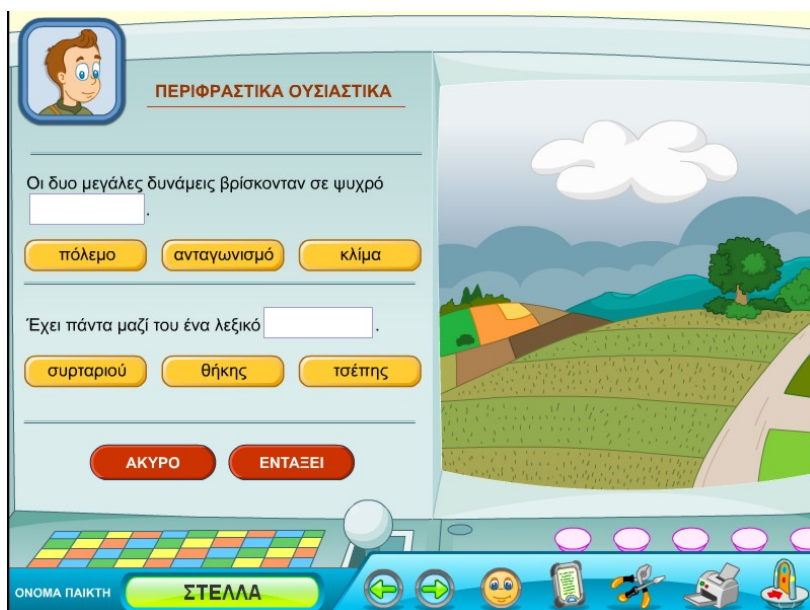 ΠΕΡΙΦΡΑΣΤΙΚΑ ΟΥΣΙΑΣΤΙΚΑ
Οι δυο μεγάλες δυνάμεις βρίσκονταν σε ψυχρό
.
πόλεμο ανταγωνισμό κλίμα
Έχει πάντα μαζί του ένα λεξικό .
συρταριού θήκης τσέπης
ΑΚΥΡΟ ΕΝΤΑΞΕΙ
ΟΝΟΜΑ ΠΑΙΚΤΗ ΣΤΕΛΛΑ